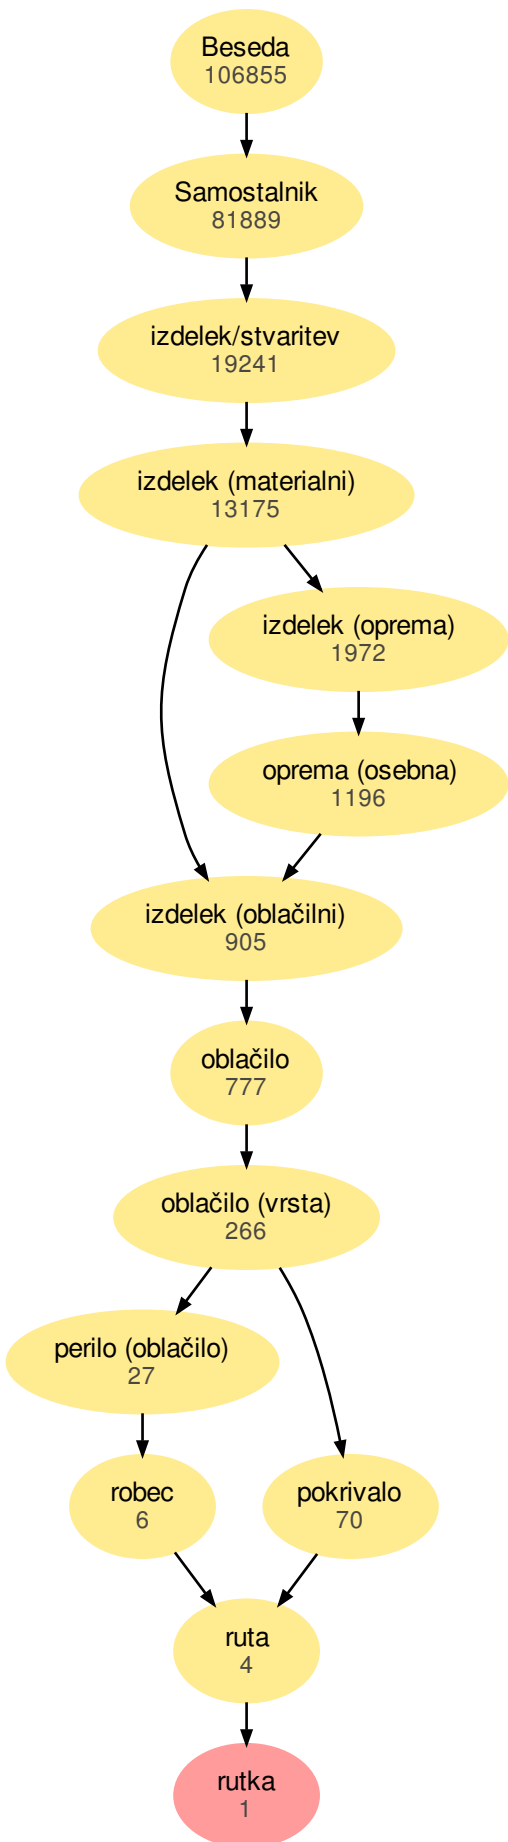 Beseda
106855
Samostalnik
81889
izdelek/stvaritev
19241
izdelek (materialni)
13175
izdelek (oprema)
1972
oprema (osebna)
1196
izdelek (oblačilni)
905
oblačilo
777
oblačilo (vrsta)
266
perilo (oblačilo)
27
robec
6
pokrivalo
70
ruta
4
rutka
1